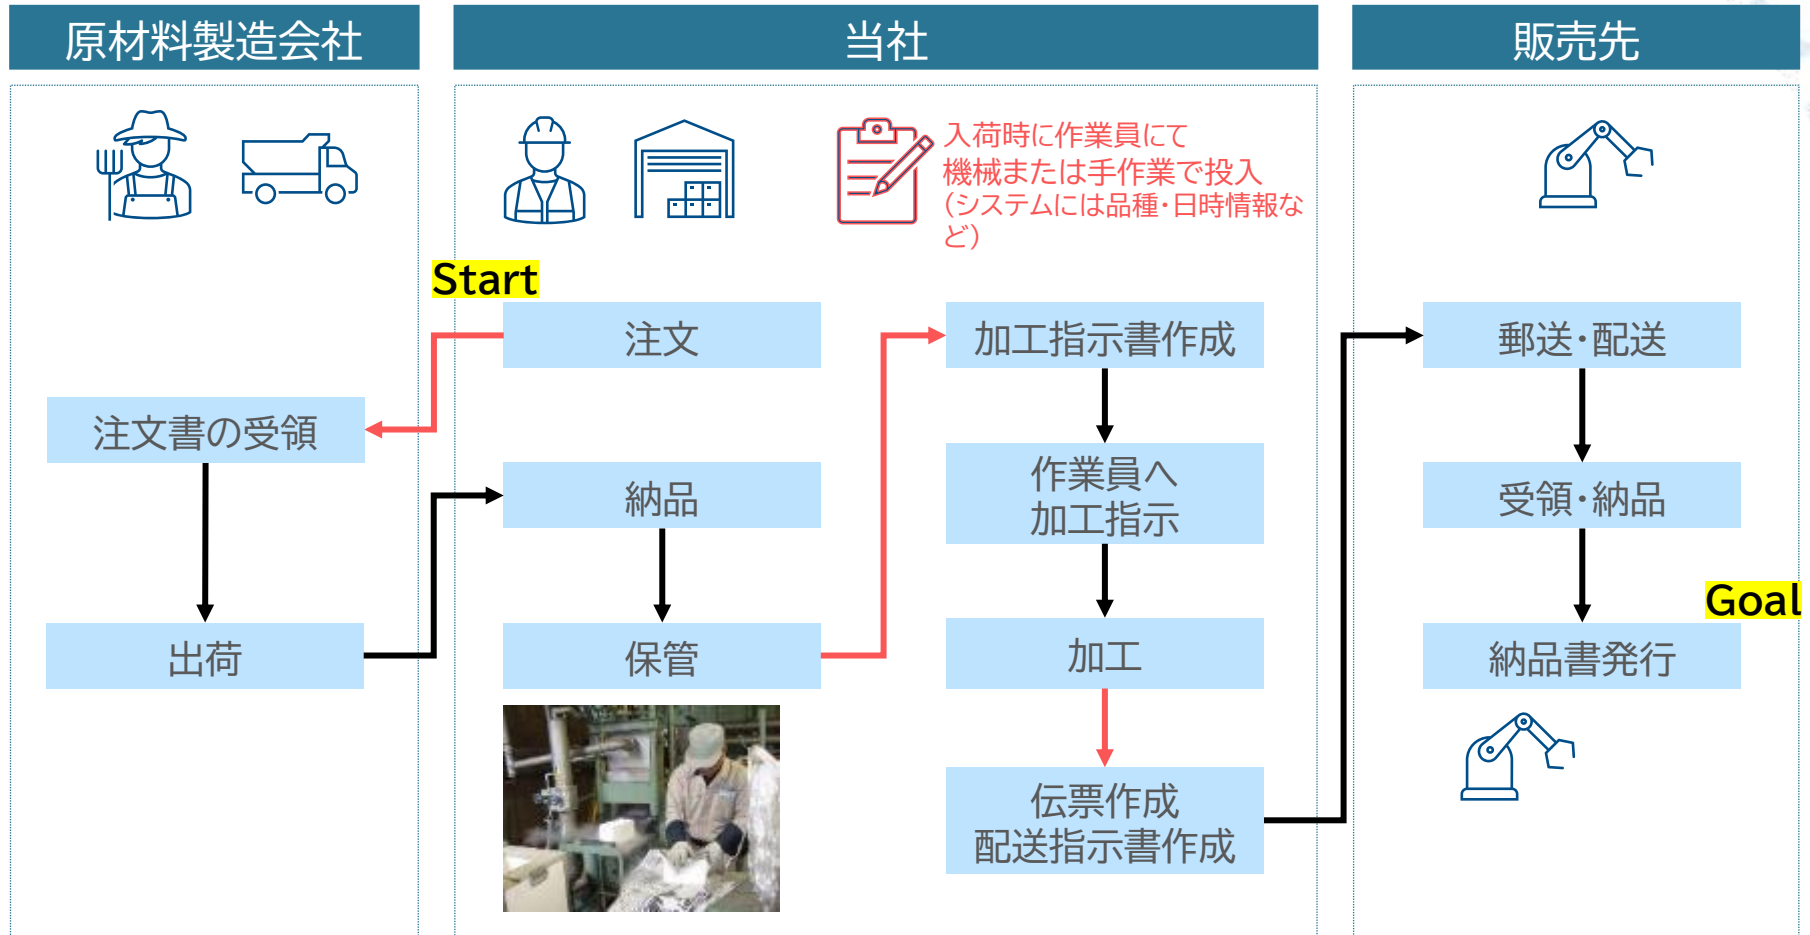 原材料製造会社
当社
販売先
入荷時に作業員にて
機械または手作業で投入
(システムには品種・日時情報な
ど)
Start
注文
注文書の受領
出荷
納品
保管
加工指示書作成
作業員へ
加工指示
加工
伝票作成
配送指示書作成
郵送・配送
受領・納品
Goal
納品書発行